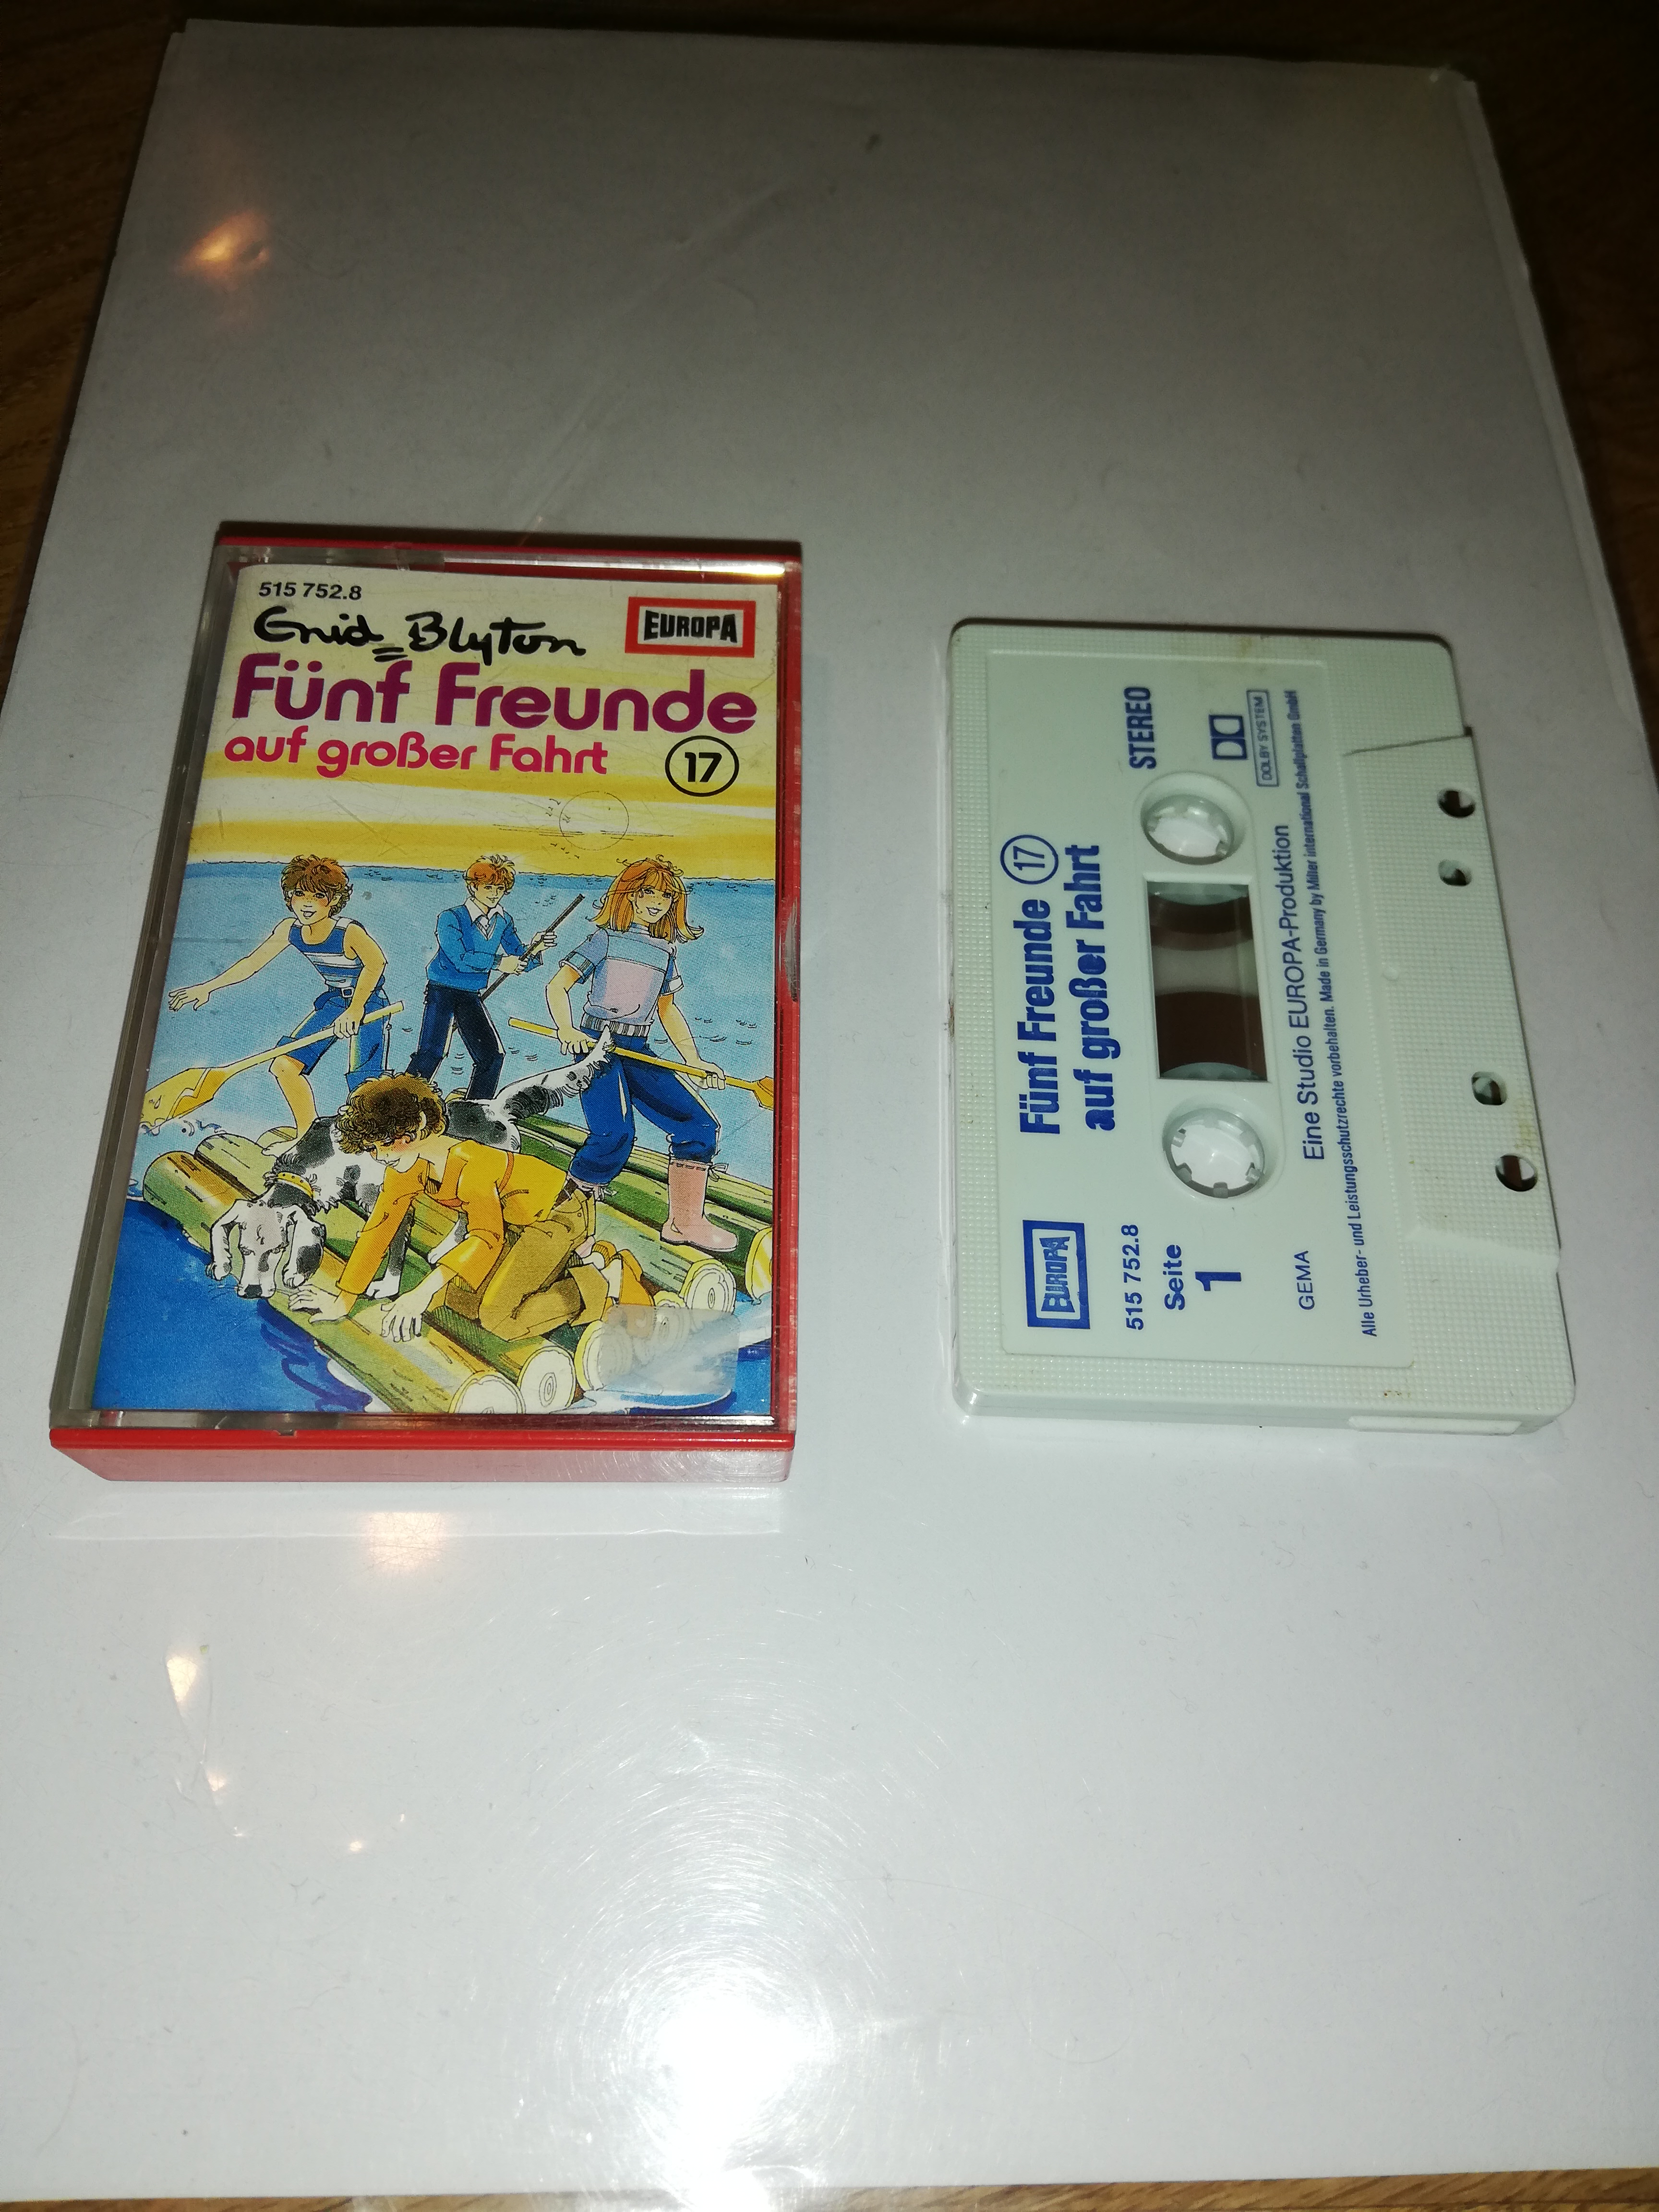 515 752.8
Enid Blyton
EUROPA
Fünf Freunde
auf großer Fahrt
17
Fünf Freunde 17
auf großer Fahrt
STEREO
EUROPA
515 752.8
Seite
1
DOLBY SYSTEM
Eine Studio EUROPA-Produktion
GEMA
Alle Urheber- und Leistungsschutzrechte vorbehalten. Made in Germany by Miller international Schallplatten GmbH